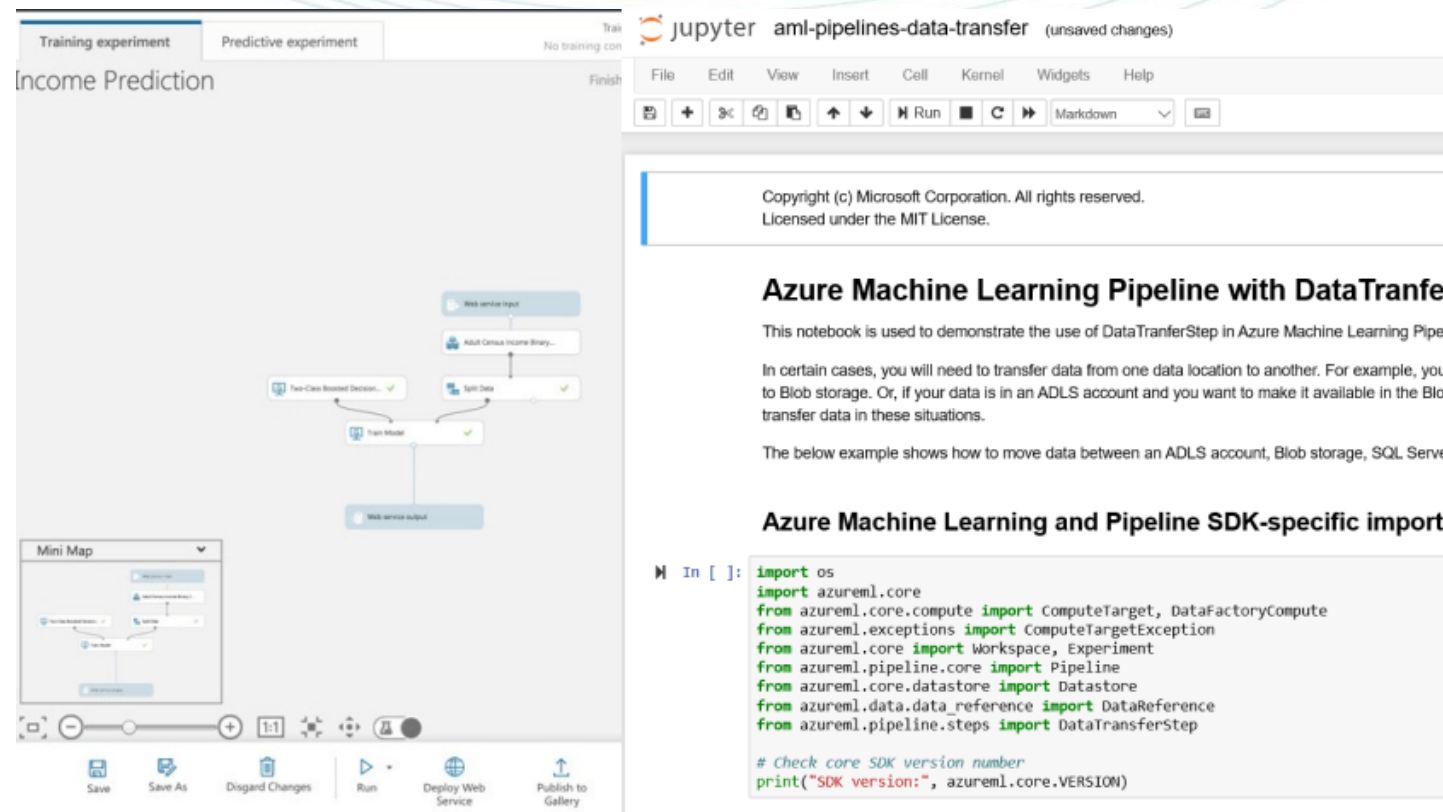 Training experiment
Predictive experiment
Trai
No training con
Income Prediction
Finish
Web service input
Adult Census Income Binary...
Two-Class Boosted Decision...
Split Data
Train Model
Web service output
Mini Map
1:1
Save
Save As
Disgard Changes
Run
Deploy Web
Service
Publish to
Gallery
jupyter aml-pipelines-data-transfer (unsaved changes)
File Edit View Insert Cell Kernel Widgets Help
Run Markdown
Copyright (c) Microsoft Corporation. All rights reserved.
Licensed under the MIT License.
Azure Machine Learning Pipeline with DataTranfe
This notebook is used to demonstrate the use of DataTranferStep in Azure Machine Learning Pipe
In certain cases, you will need to transfer data from one data location to another. For example, you
to Blob storage. Or, if your data is in an ADLS account and you want to make it available in the Blo
transfer data in these situations.
The below example shows how to move data between an ADLS account, Blob storage, SQL Serve
Azure Machine Learning and Pipeline SDK-specific import
In [ ]:
import os
import azureml.core
from azureml.core.compute import ComputeTarget, DataFactoryCompute
from azureml.exceptions import ComputeTargetException
from azureml.core import Workspace, Experiment
from azureml.pipeline.core import Pipeline
from azureml.core.datastore import Datastore
from azureml.data.data_reference import DataReference
from azureml.pipeline.steps import DataTransferStep
# Check core SDK version number
print("SDK version:", azureml.core.VERSION)